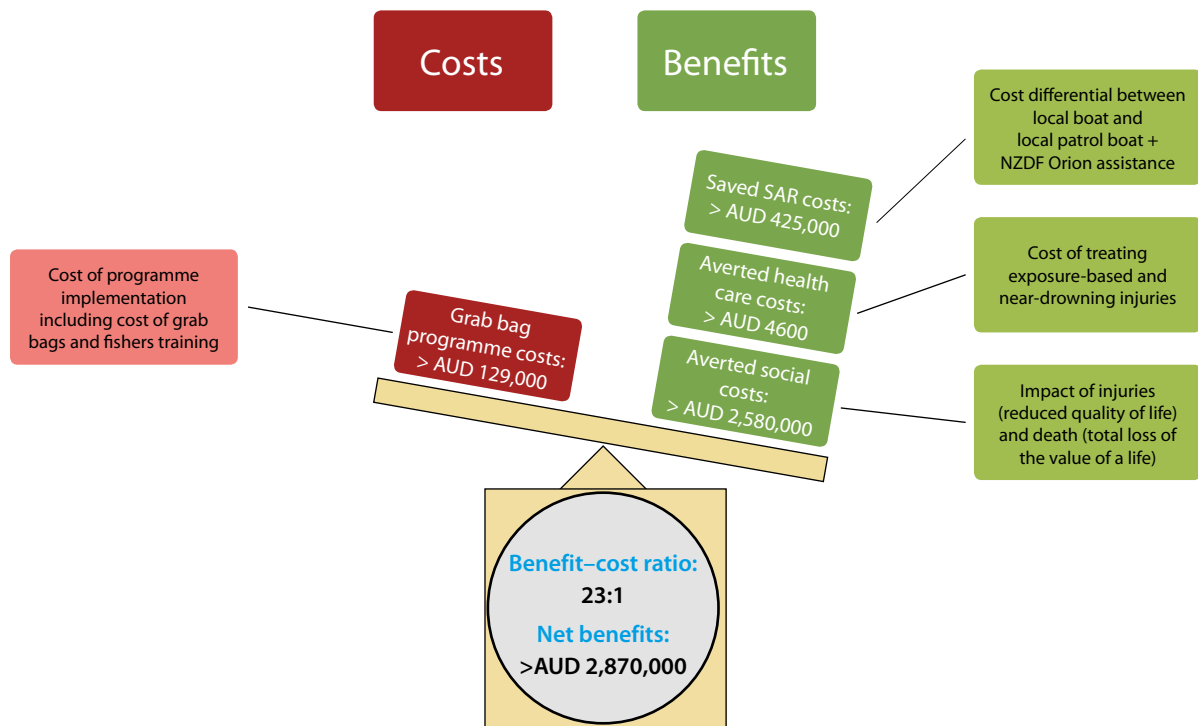 Costs
Benefits
Cost differential between
local boat and
local patrol boat +
NZDF Orion assistance
Saved SAR costs:
> AUD 425,000
Cost of treating
exposure-based and
near-drowning injuries
Averted health
care costs:
> AUD 4600
Cost of programme
implementation
including cost of grab
bags and fishers training
Grab bag
programme costs:
> AUD 129,000
Averted social
costs:
> AUD 2,580,000
Impact of injuries
(reduced quality of life)
and death (total loss of
the value of a life)
Benefit–cost ratio:
23:1
Net benefits:
>AUD 2,870,000